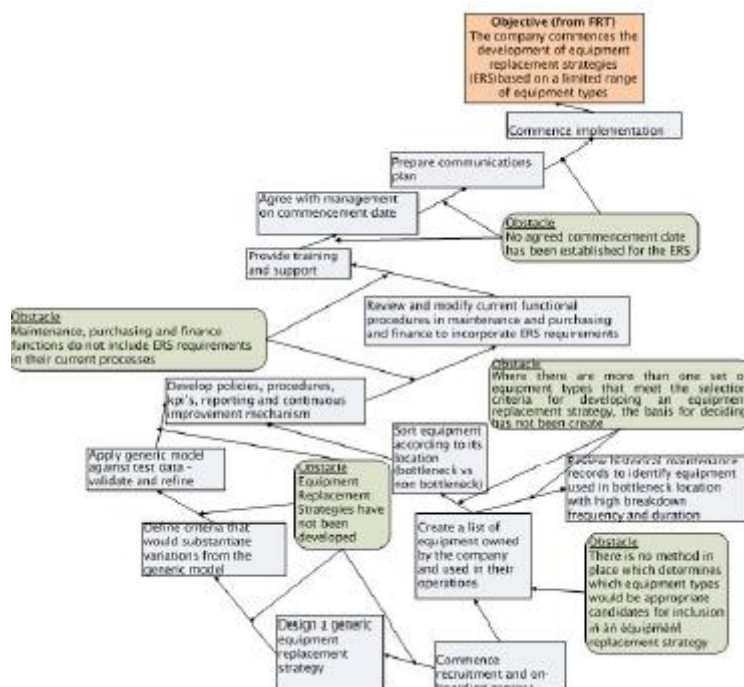 Objective (from FRT)
The company commences the
development of equipment
replacement strategies
(ERS)based on a limited range
of equipment types
Commence implementation
Prepare communications
plan
Agree with management
on commencement date
Obstacle
No agreed commencement date
has been established for the ERS
Provide training
and support
Review and modify current functional
procedures in maintenance and purchasing
and finance to incorporate ERS requirements
Obstacle
Maintenance, purchasing and finance
functions do not include ERS requirements
in their current processes
Obstacle
Where there are more than one set o
equipment types that meet the selection
criteria for developing an equipmen
replacement strategy, the basis for deciding
has not been create
Develop policies, procedures,
kpi's, reporting and continuous
improvement mechanism
Sort equipment
according to its
location
(bottleneck vs
non bottleneck)
Apply generic model
against test data -
validate and refine
Obstacle
Equipment
Replacement
Strategies have
not been
developed
Review historical maintenance
records to identify equipment
used in bottleneck location
with high breakdown
frequency and duration
Define criteria that
would substantiate
variations from the
generic model
Create a list of
equipment owned
by the company
and used in their
operations
Obstacle
There is no method in
place which determines
which equipment types
would be appropriate
candidates for inclusion
in an equipment
replacement strategy
Design a generic
equipment
replacement
strategy
Commence
recruitment and on-